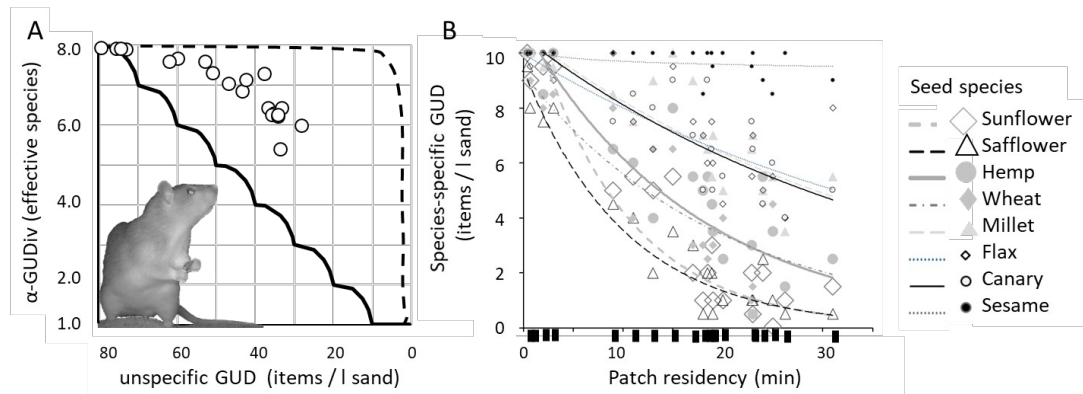 A
8.0
6.0
4.0
2.0
1.0
α-GUDiv (effective species)
80 60 40 20 0
unspecific GUD (items / l sand)
B
10
8
6
4
2
0
Species-specific GUD
(items / l sand)
0 10 20 30
Patch residency (min)
Seed species
Sunflower
Safflower
Hemp
Wheat
Millet
Flax
Canary
Sesame